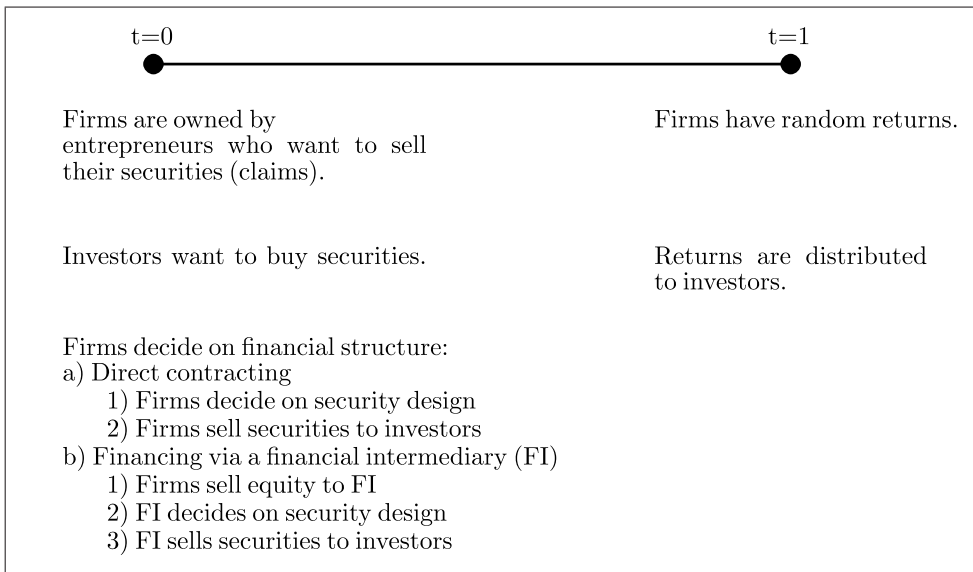 t=0
t=1
Firms are owned by
entrepreneurs who want to sell
their securities (claims).
Firms have random returns.
Investors want to buy securities.
Returns are distributed
to investors.
Firms decide on financial structure:
a) Direct contracting
1) Firms decide on security design
2) Firms sell securities to investors
b) Financing via a financial intermediary (FI)
1) Firms sell equity to FI
2) FI decides on security design
3) FI sells securities to investors